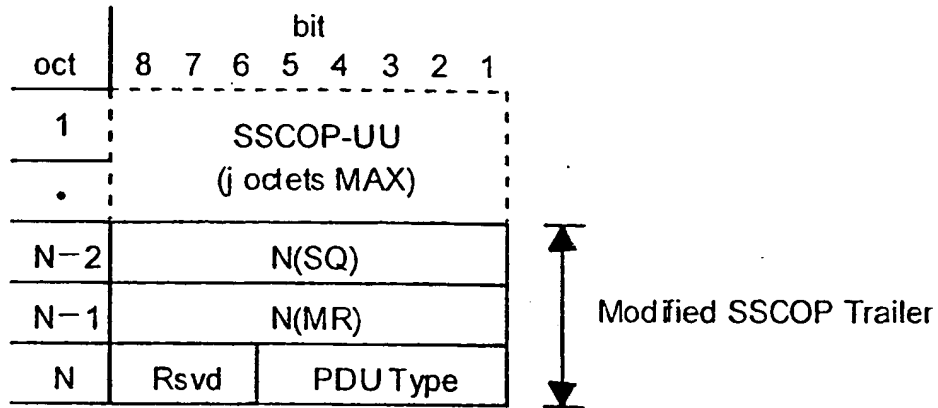 bit
oct 8 7 6 5 4 3 2 1
1 SSCOP-UU
(j octets MAX)
•
N-2 N(SQ)
N-1 N(MR) Modified SSCOP Trailer
N Rsvd PDU Type